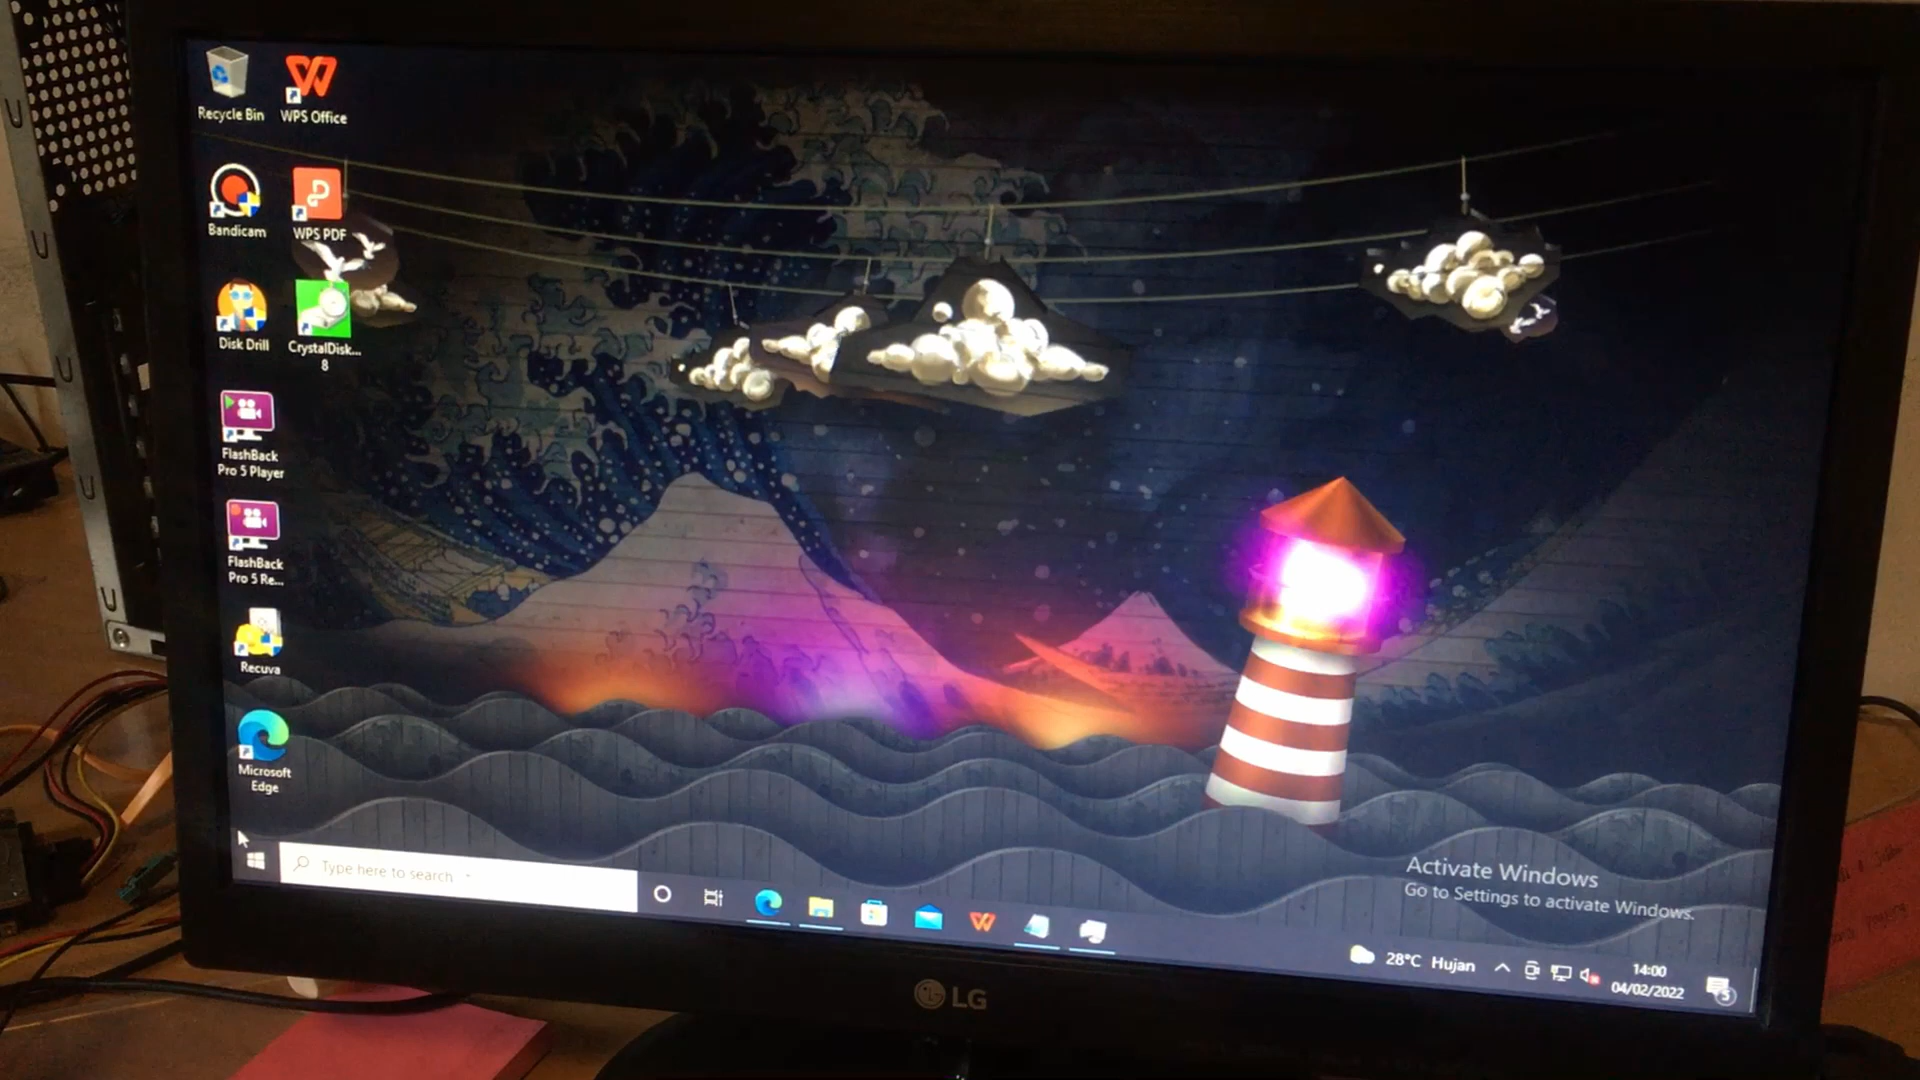 Recycle Bin
WPS Office
Bandicam
WPS PDF
Disk Drill
CrystalDisk...
8
FlashBack
Pro 5 Player
FlashBack
Pro 5 Re...
Recuva
Microsoft
Edge
Type here to search
Activate Windows
Go to Settings to activate Windows.
28°C Hujan
14:00
04/02/2022
5
LG